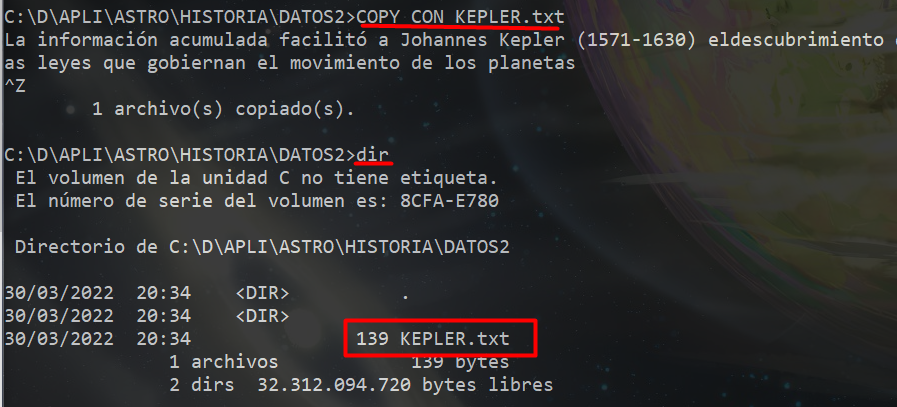 C:\D\APLI\ASTRO\HISTORIA\DATOS2>COPY CON KEPLER.txt
La información acumulada facilitó a Johannes Kepler (1571-1630) eldescubrimiento
as leyes que gobiernan el movimiento de los planetas
^Z
        1 archivo(s) copiado(s).
C:\D\APLI\ASTRO\HISTORIA\DATOS2>dir
 El volumen de la unidad C no tiene etiqueta.
 El número de serie del volumen es: 8CFA-E780
 Directorio de C:\D\APLI\ASTRO\HISTORIA\DATOS2
30/03/2022  20:34    <DIR>          .
30/03/2022  20:34    <DIR>
30/03/2022  20:34               139 KEPLER.txt
               1 archivos            139 bytes
               2 dirs  32.312.094.720 bytes libres